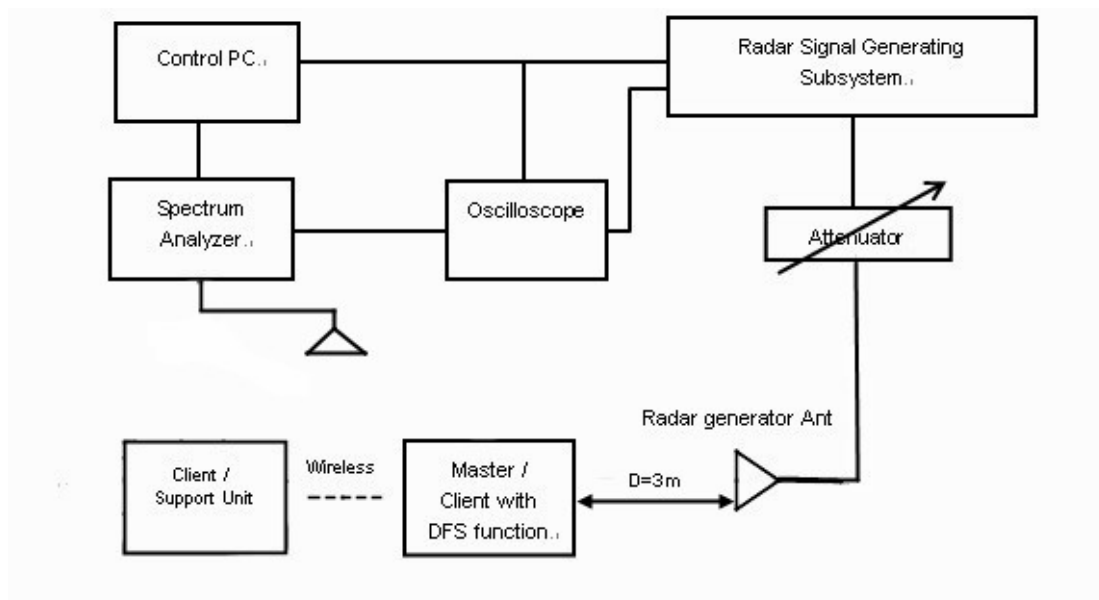 Control PC.
Radar Signal Generating
Subsystem.
Spectrum
Analyzer.
Oscilloscope
Attenuator
Radar generator Ant
Client /
Support Unit
Wireless
Master /
Client with
DFS function.
D=3m